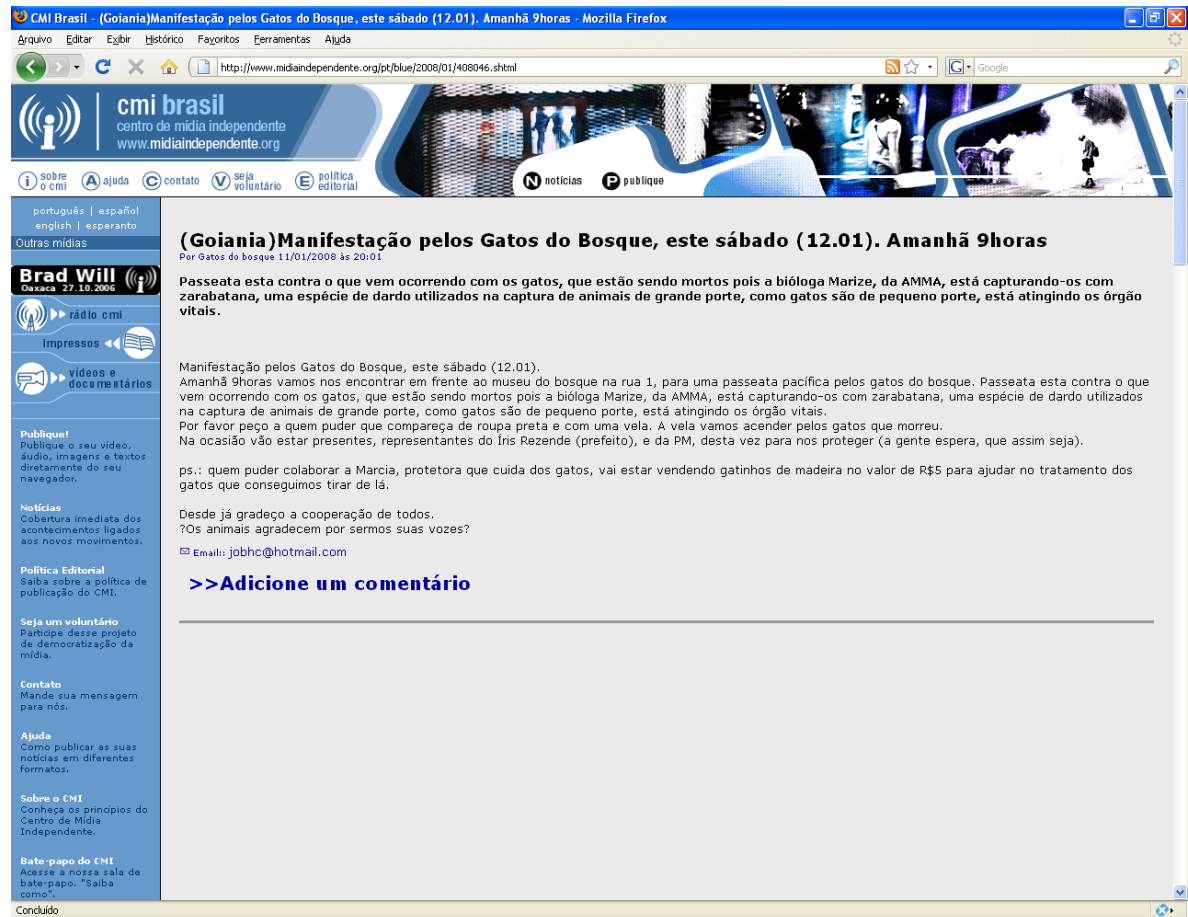 CMI Brasil - (Goiania)Manifestação pelos Gatos do Bosque, este sábado (12.01). Amanhã 9horas - Mozilla Firefox
Arquivo Editar Exibir Histórico Favoritos Ferramentas Ajuda
http://www.midiaindependente.org/pt/blue/2008/01/408046.shtml
G Google
cmi brasil
centro de mídia independente
www.midiaindependente.org
i sobre o cmi
A ajuda
C contato
V seja voluntário
E política editorial
N notícias
P publique
português | español
english | esperanto
Outras mídias
Brad Will
Oaxaca 27.10.2006
rádio cmi
impressos
vídeos e
documentários
Publique!
Publique o seu vídeo,
áudio, imagens e textos
diretamente do seu
navegador.
Notícias
Cobertura imediata dos
acontecimentos ligados
aos novos movimentos.
Política Editorial
Saiba sobre a política de
publicação do CMI.
Seja um voluntário
Participe desse projeto
de democratização da
mídia.
Contato
Mande sua mensagem
para nós.
Ajuda
Como publicar as suas
notícias em diferentes
formatos.
Sobre o CMI
Conheça os princípios do
Centro de Mídia
Independente.
Bate-papo do CMI
Acesse a nossa sala de
bate-papo. "Saiba
como".
(Goiania)Manifestação pelos Gatos do Bosque, este sábado (12.01). Amanhã 9horas
Por Gatos do bosque 11/01/2008 às 20:01
Passeata esta contra o que vem ocorrendo com os gatos, que estão sendo mortos pois a bióloga Marize, da AMMA, está capturando-os com
zarabatana, uma espécie de dardo utilizados na captura de animais de grande porte, como gatos são de pequeno porte, está atingindo os órgão
vitais.
Manifestação pelos Gatos do Bosque, este sábado (12.01).
Amanhã 9horas vamos nos encontrar em frente ao museu do bosque na rua 1, para uma passeata pacífica pelos gatos do bosque. Passeata esta contra o que
vem ocorrendo com os gatos, que estão sendo mortos pois a bióloga Marize, da AMMA, está capturando-os com zarabatana, uma espécie de dardo utilizados
na captura de animais de grande porte, como gatos são de pequeno porte, está atingindo os órgão vitais.
Por favor peço a quem puder que compareça de roupa preta e com uma vela. A vela vamos acender pelos gatos que morreu.
Na ocasião vão estar presentes, representantes do Íris Rezende (prefeito), e da PM, desta vez para nos proteger (a gente espera, que assim seja).
ps.: quem puder colaborar a Marcia, protetora que cuida dos gatos, vai estar vendendo gatinhos de madeira no valor de R$5 para ajudar no tratamento dos
gatos que conseguimos tirar de lá.
Desde já gradeço a cooperação de todos.
?Os animais agradecem por sermos suas vozes?
Email:: jobhc@hotmail.com
>>Adicione um comentário
Concluído